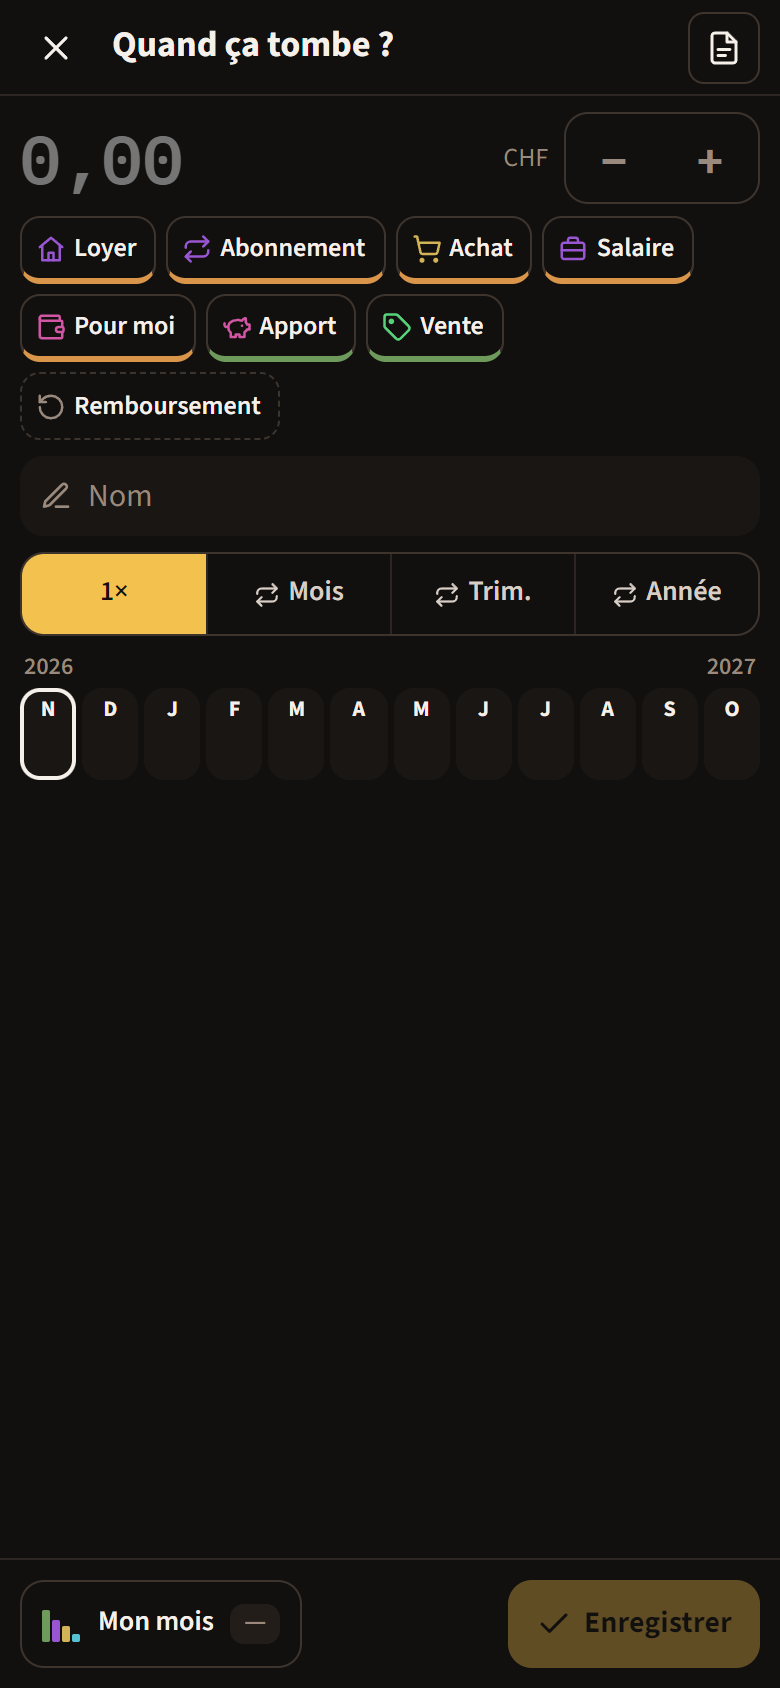 Quand ça tombe ?
0,00 CHF − +
Loyer Abonnement Achat Salaire
Pour moi Apport Vente
Remboursement
Nom
1× Mois Trim. Année
2026 2027
N D J F M A M J J A S O
Mon mois — Enregistrer